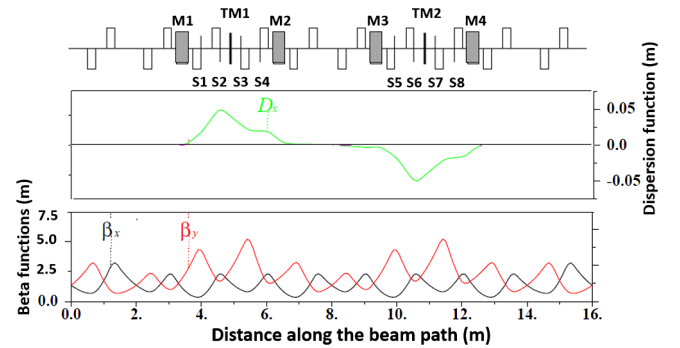 M1 TM1 M2 M3 TM2 M4
S1 S2 S3 S4 S5 S6 S7 S8
Dx
0.05
0.0
-0.05
Dispersion function (m)
Beta functions (m)
7.5
5.0
2.5
0.0
βx βy
0.0 2.0 4.0 6.0 8.0 10.0 12.0 14.0 16.
Distance along the beam path (m)